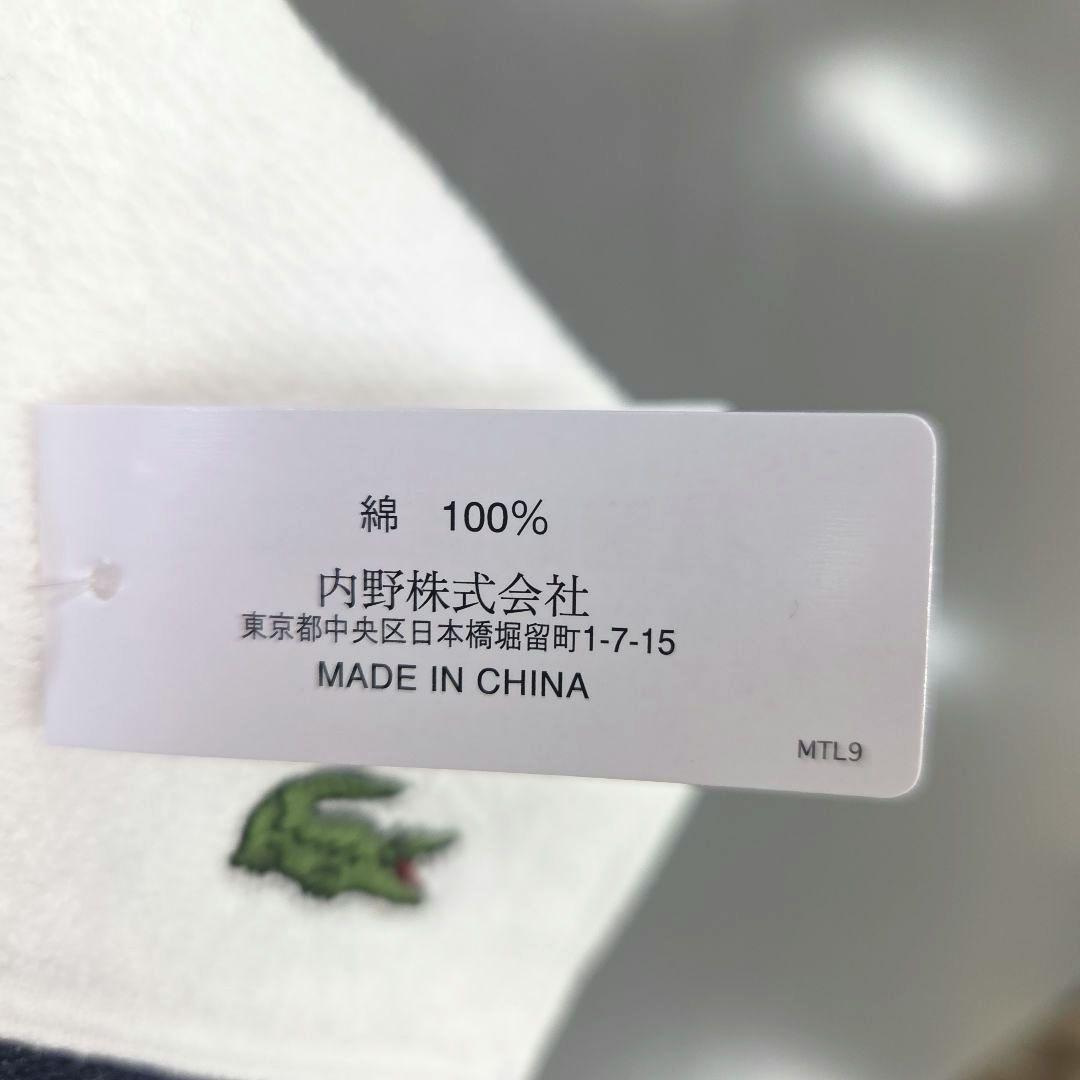 綿　100%
内野株式会社
東京都中央区日本橋堀留町1-7-15
MADE IN CHINA
MTL9